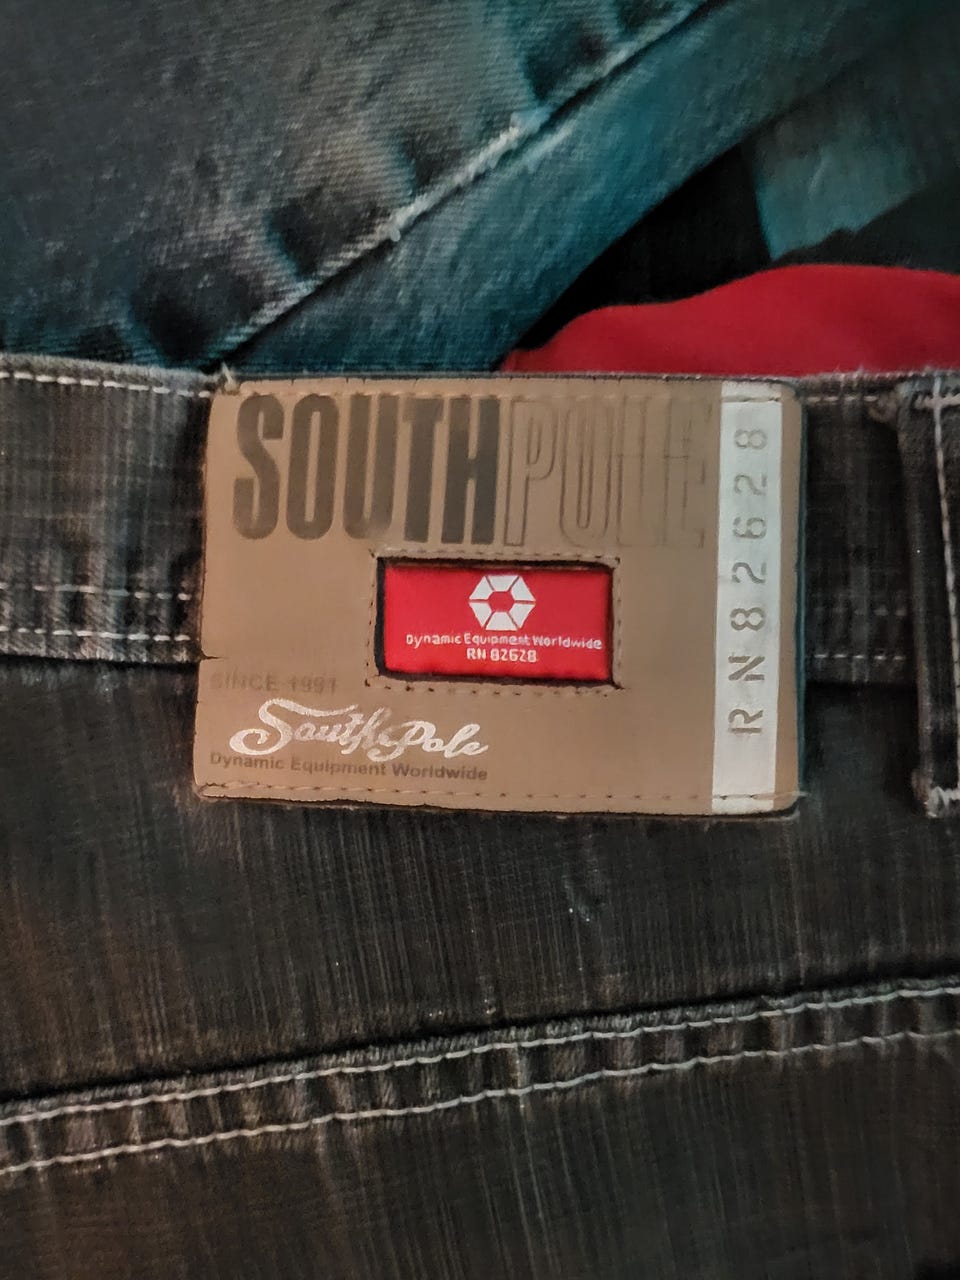 SOUTHPOLE
Dynamic Equipment Worldwide
RN 82628
SINCE 1991
SouthPole
Dynamic Equipment Worldwide
RN82628